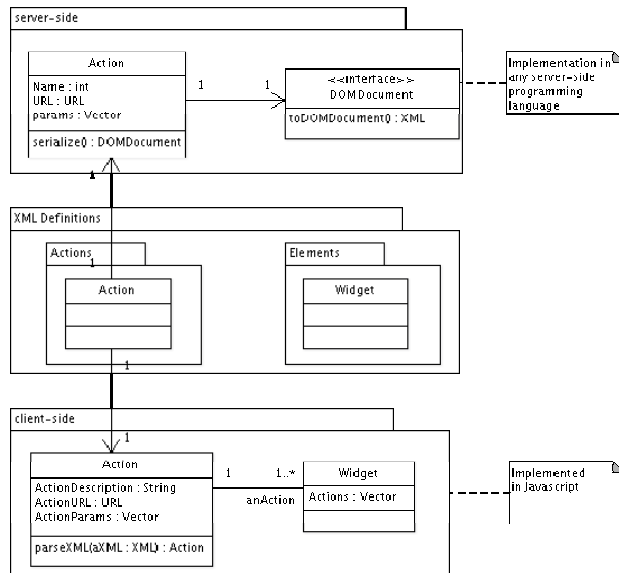 server-side
Action
Name : int
URL : URL
params : Vector
serialize() : DOMDocument
1
1
<<interface>>
DOMDocument
toDOMDocument() : XML
Implementation in
any server-side
programming
language
1
XML Definitions
Actions
1
Action
1
Elements
Widget
client-side
1
Action
ActionDescription : String
ActionURL : URL
ActionParams : Vector
parseXML(aXML : XML) : Action
1
1..*
anAction
Widget
Actions : Vector
Implemented
in Javascript